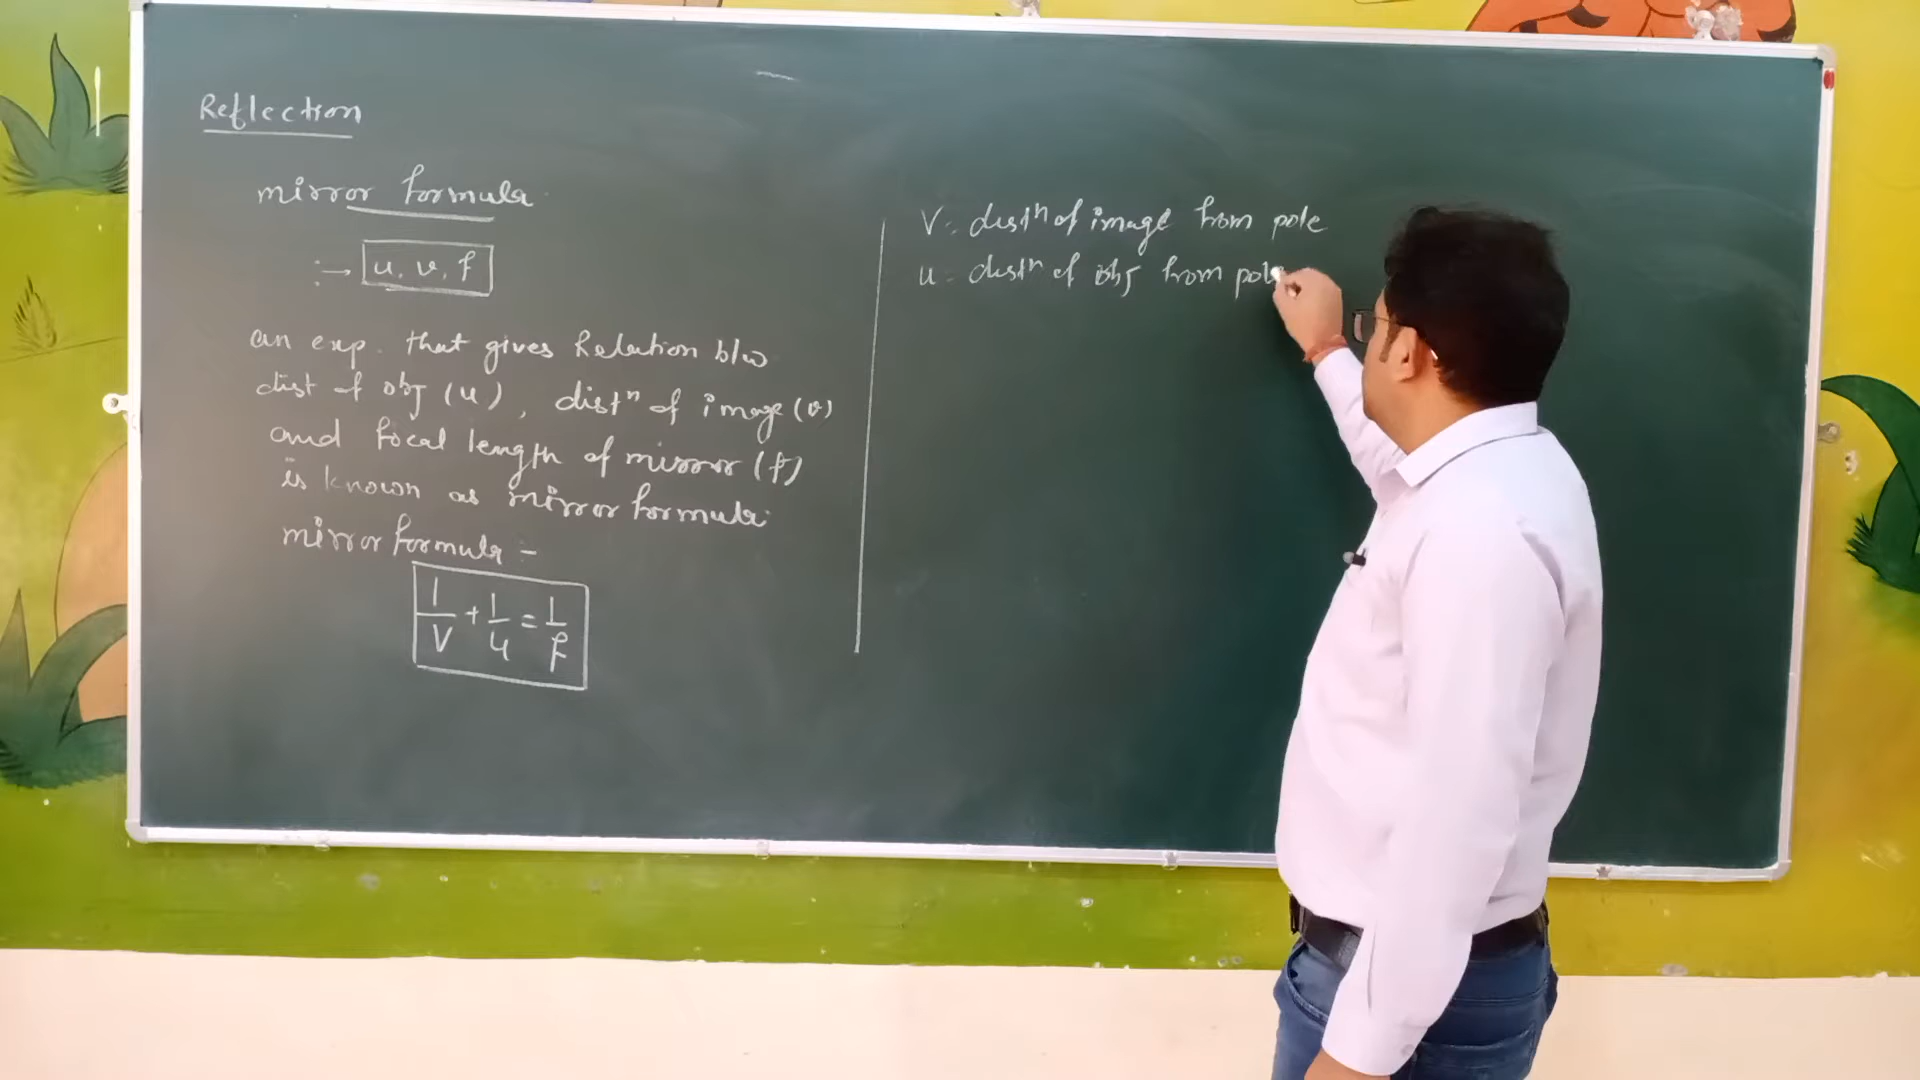 Reflection
mirror formula
:→ u, v, f
an exp. that gives Relation b/w
dist of obj (u), distⁿ of image (v)
and focal length of mirror (f)
is known as mirror formula.
mirror formula -
1/V + 1/u = 1/f
V = distⁿ of image from pole
u = distⁿ of obj from pole